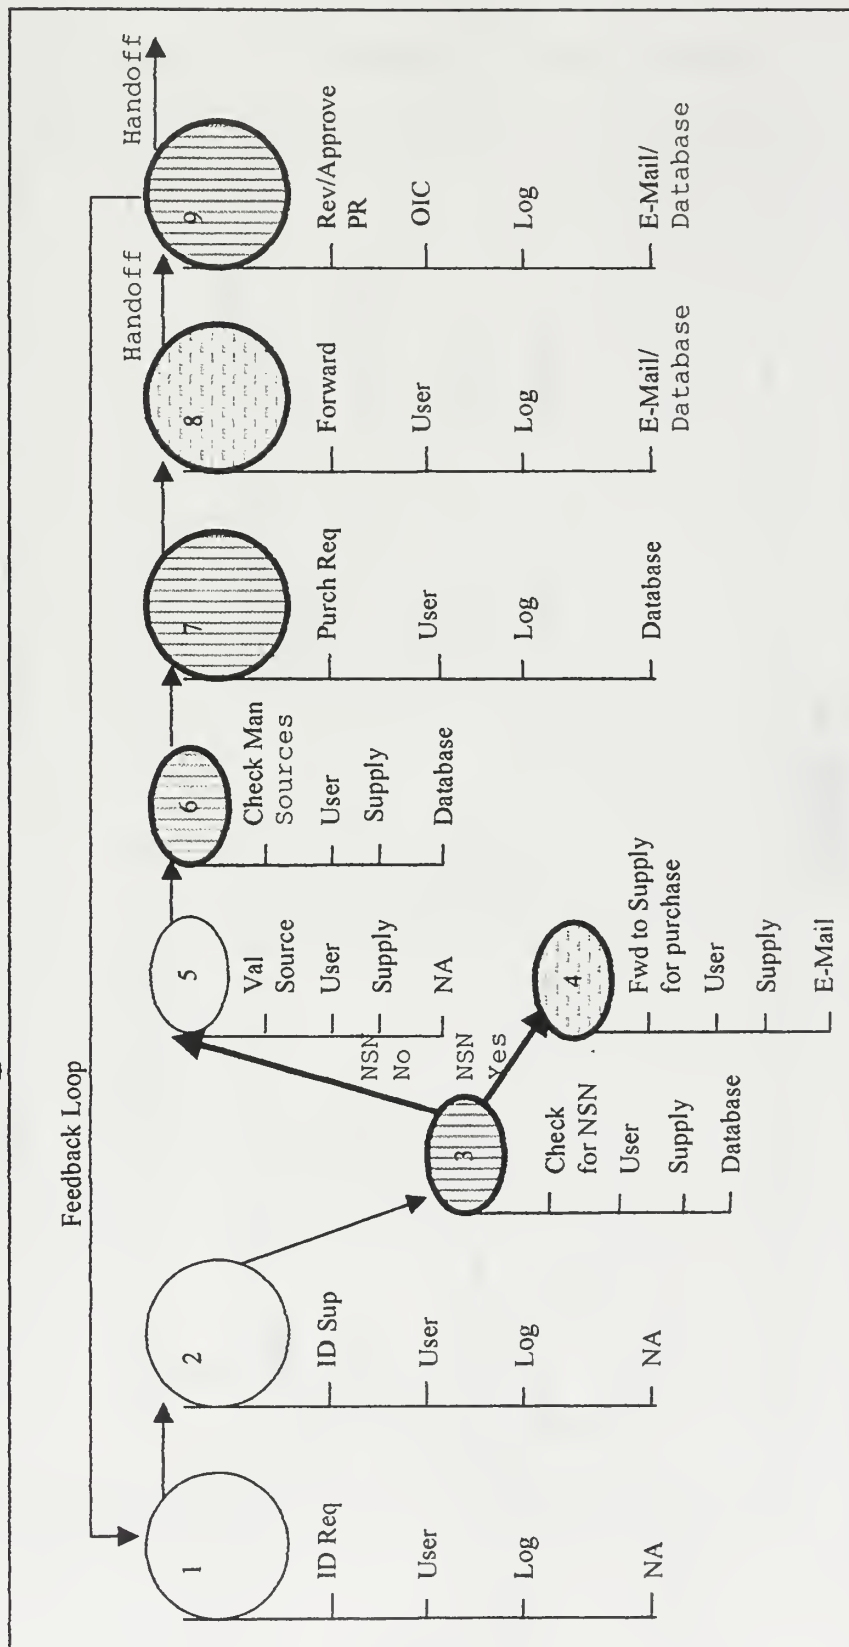 Feedback Loop
1
ID Req
User
Log
NA
2
ID Sup
User
Log
NA
3
Check
for NSN
User
Supply
Database
NSN
No
NSN
Yes
4
Fwd to Supply
for purchase
User
Supply
E-Mail
5
Val
Source
User
Supply
NA
6
Check Man
Sources
User
Supply
Database
7
Purch Req
User
Log
Database
8
Forward
User
Log
E-Mail/
Database
Handoff
9
Rev/Approve
PR
OIC
Log
E-Mail/
Database
Handoff